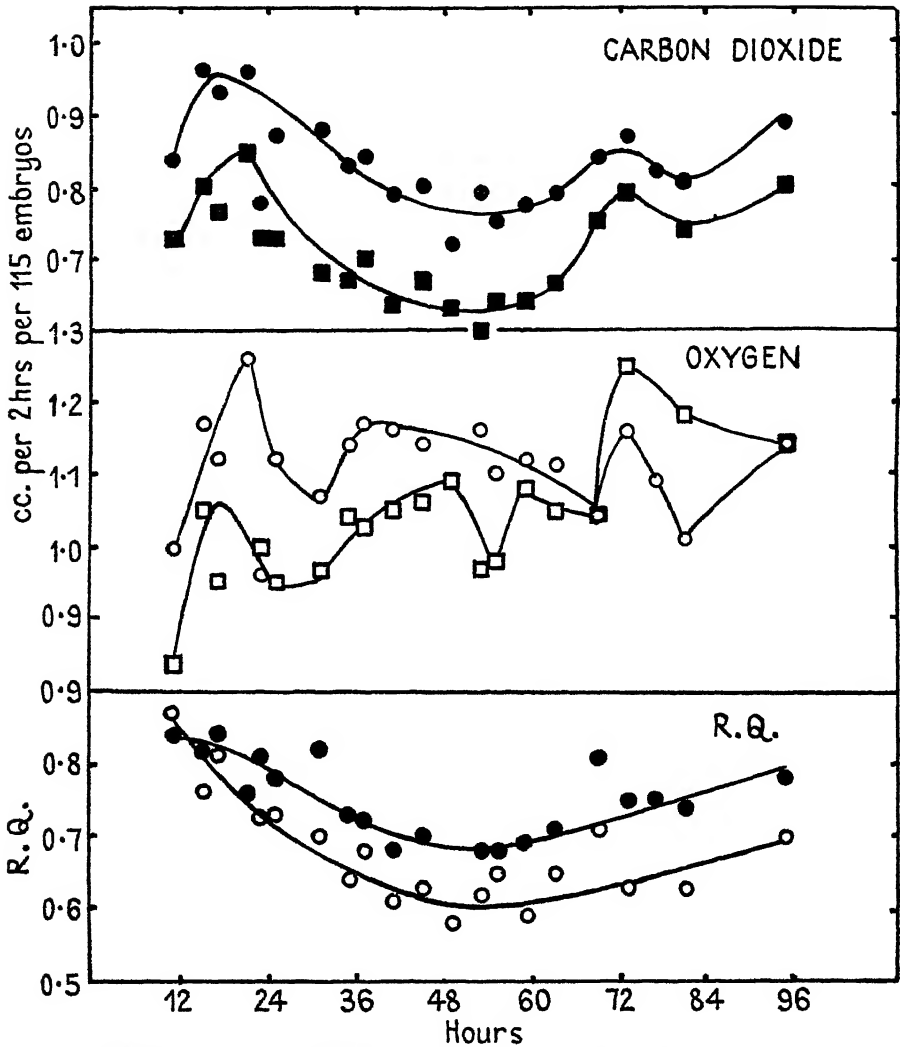 CARBON DIOXIDE
1·0
0·9
0·8
0·7
1·3
OXYGEN
1·2
1·1
1·0
0·9
0·9
R.Q.
0·8
0·7
0·6
0·5
cc. per 2hrs per 115 embryos
R.Q.
12 24 36 48 60 72 84 96
Hours